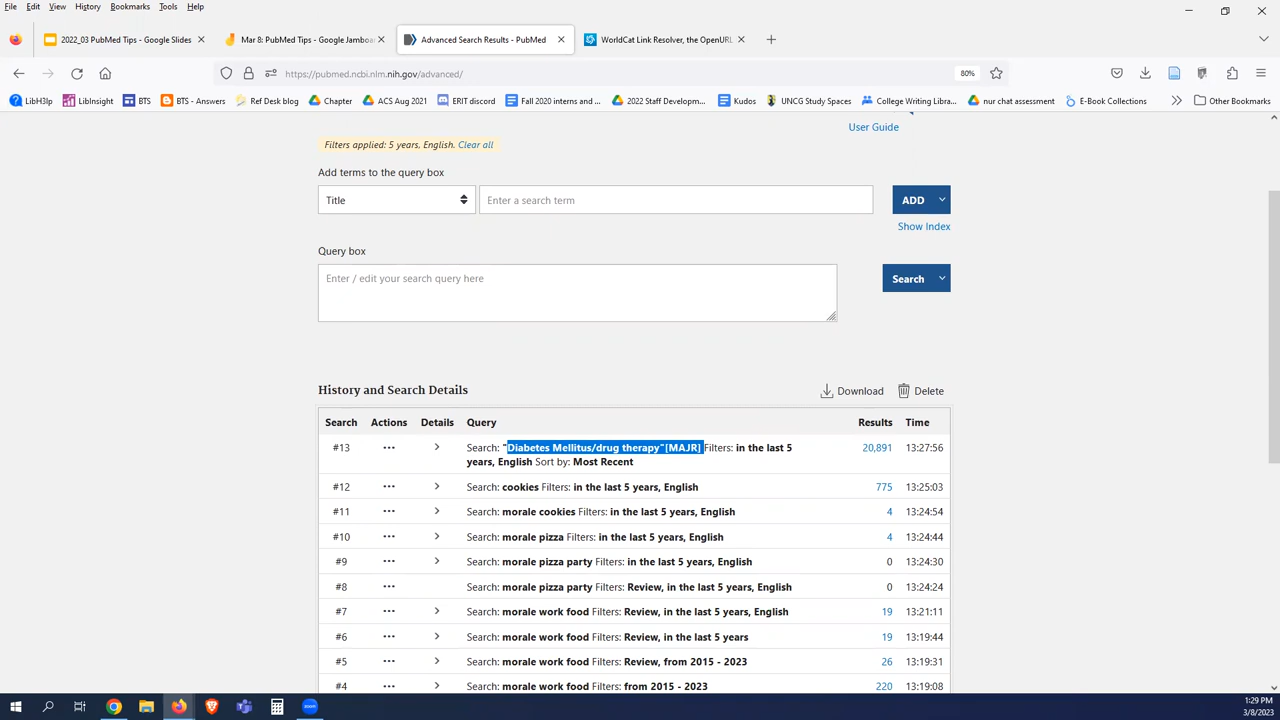 File Edit View History Bookmarks Tools Help
2022_03 PubMed Tips - Google Slides
Mar 8: PubMed Tips - Google Jamboard
Advanced Search Results - PubMed
WorldCat Link Resolver, the OpenURL
https://pubmed.ncbi.nlm.nih.gov/advanced/
80%
LibH3lp LibInsight BTS BTS - Answers Ref Desk blog Chapter ACS Aug 2021 ERIT discord Fall 2020 interns and ... 2022 Staff Developm... Kudos UNCG Study Spaces College Writing Libra... nur chat assessment E-Book Collections Other Bookmarks
User Guide
Filters applied: 5 years, English. Clear all
Add terms to the query box
Title Enter a search term ADD
Show Index
Query box
Enter / edit your search query here Search
History and Search Details Download Delete
Search Actions Details Query Results Time
#13 ... Search: "Diabetes Mellitus/drug therapy"[MAJR] Filters: in the last 5 20,891 13:27:56
years, English Sort by: Most Recent
#12 ... Search: cookies Filters: in the last 5 years, English 775 13:25:03
#11 ... Search: morale cookies Filters: in the last 5 years, English 4 13:24:54
#10 ... Search: morale pizza Filters: in the last 5 years, English 4 13:24:44
#9 ... Search: morale pizza party Filters: in the last 5 years, English 0 13:24:30
#8 ... Search: morale pizza party Filters: Review, in the last 5 years, English 0 13:24:24
#7 ... Search: morale work food Filters: Review, in the last 5 years, English 19 13:21:11
#6 ... Search: morale work food Filters: Review, in the last 5 years 19 13:19:44
#5 ... Search: morale work food Filters: Review, from 2015 - 2023 26 13:19:31
#4 ... Search: morale work food Filters: from 2015 - 2023 220 13:19:08
1:29 PM
3/8/2023